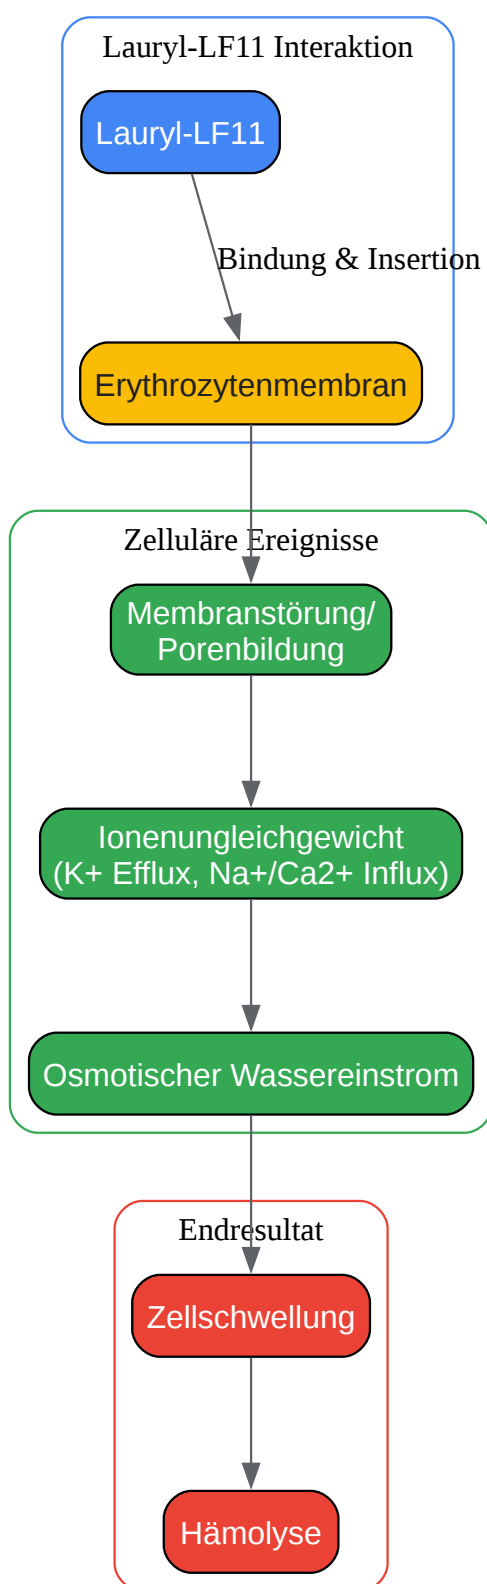 Lauryl-LF11 Interaktion
Lauryl-LF11
Bindung & Insertion
Erythrozytenmembran
Zelluläre Ereignisse
Membranstörung/
Porenbildung
Ionenungleichgewicht
(K+ Efflux, Na+/Ca2+ Influx)
Osmotischer Wassereinstrom
Endresultat
Zellschwellung
Hämolyse